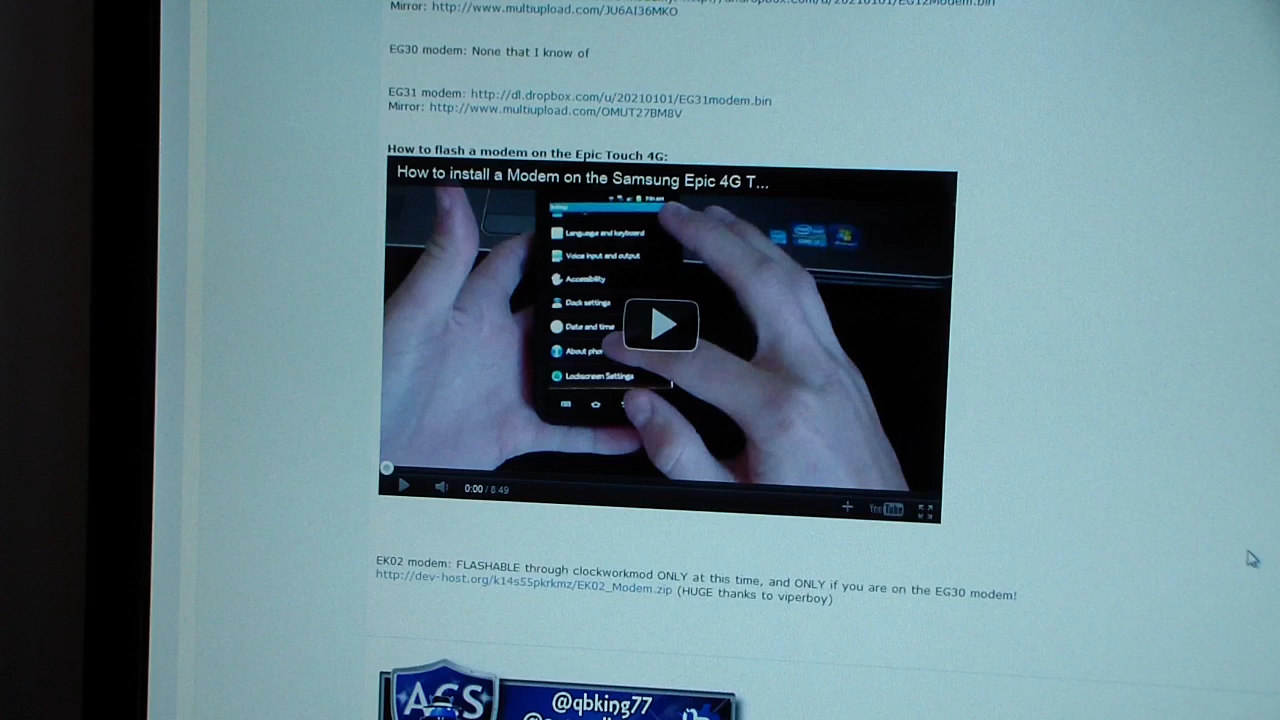 Mirror: http://www.multiupload.com/JU6AI36MKO
EG30 modem: None that I know of
EG31 modem: http://dl.dropbox.com/u/20210101/EG31modem.bin
Mirror: http://www.multiupload.com/OMUT27BM8V
How to flash a modem on the Epic Touch 4G:
How to install a Modem on the Samsung Epic 4G T...
Settings
Language and keyboard
Voice input and output
Accessibility
Dock settings
Date and time
About pho
Lockscreen Settings
0:00 / 8:49
YouTube
EK02 modem: FLASHABLE through clockworkmod ONLY at this time, and ONLY if you are on the EG30 modem!
http://dev-host.org/k14s55pkrkmz/EK02_Modem.zip (HUGE thanks to viperboy)
ACS
@qbking77